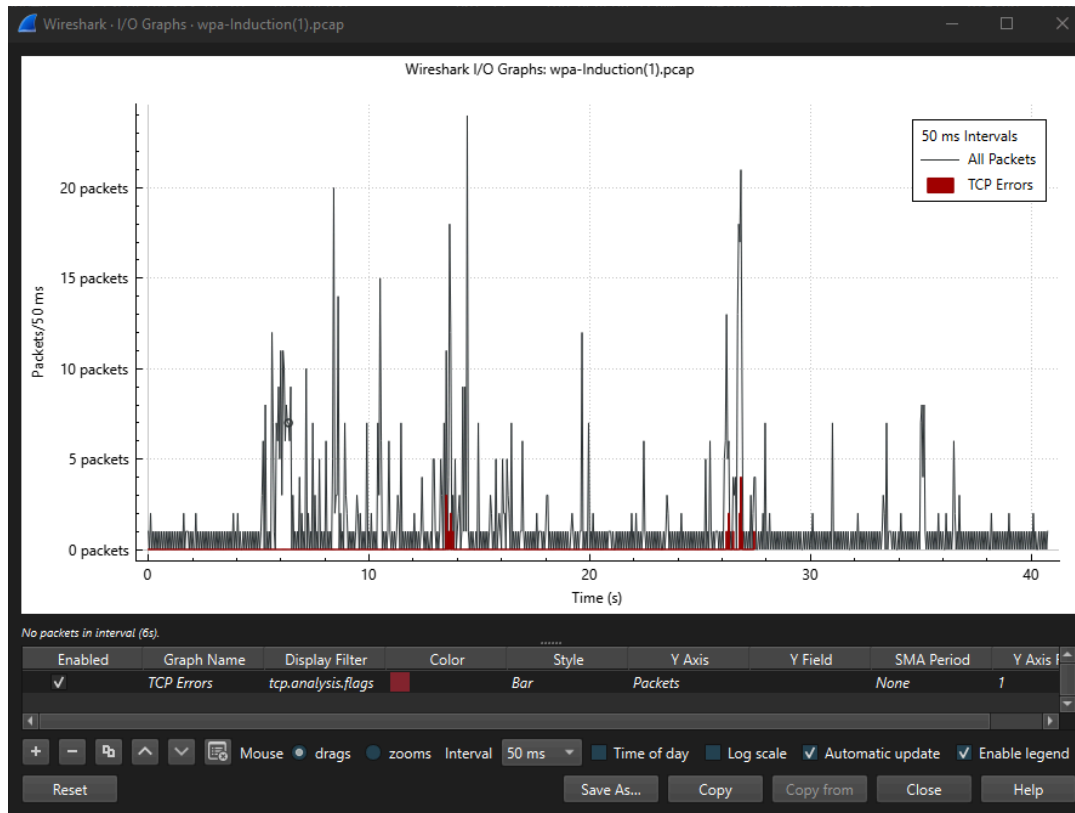 Wireshark · I/O Graphs · wpa-Induction(1).pcap
Wireshark I/O Graphs: wpa-Induction(1).pcap
50 ms Intervals
All Packets
TCP Errors
Packets/50 ms
20 packets
15 packets
10 packets
5 packets
0 packets
0 10 20 30 40
Time (s)
No packets in interval (6s).
Enabled Graph Name Display Filter Color Style Y Axis Y Field SMA Period Y Axis F
TCP Errors tcp.analysis.flags Bar Packets None 1
Mouse drags zooms Interval 50 ms Time of day Log scale Automatic update Enable legend
Reset Save As... Copy Copy from Close Help